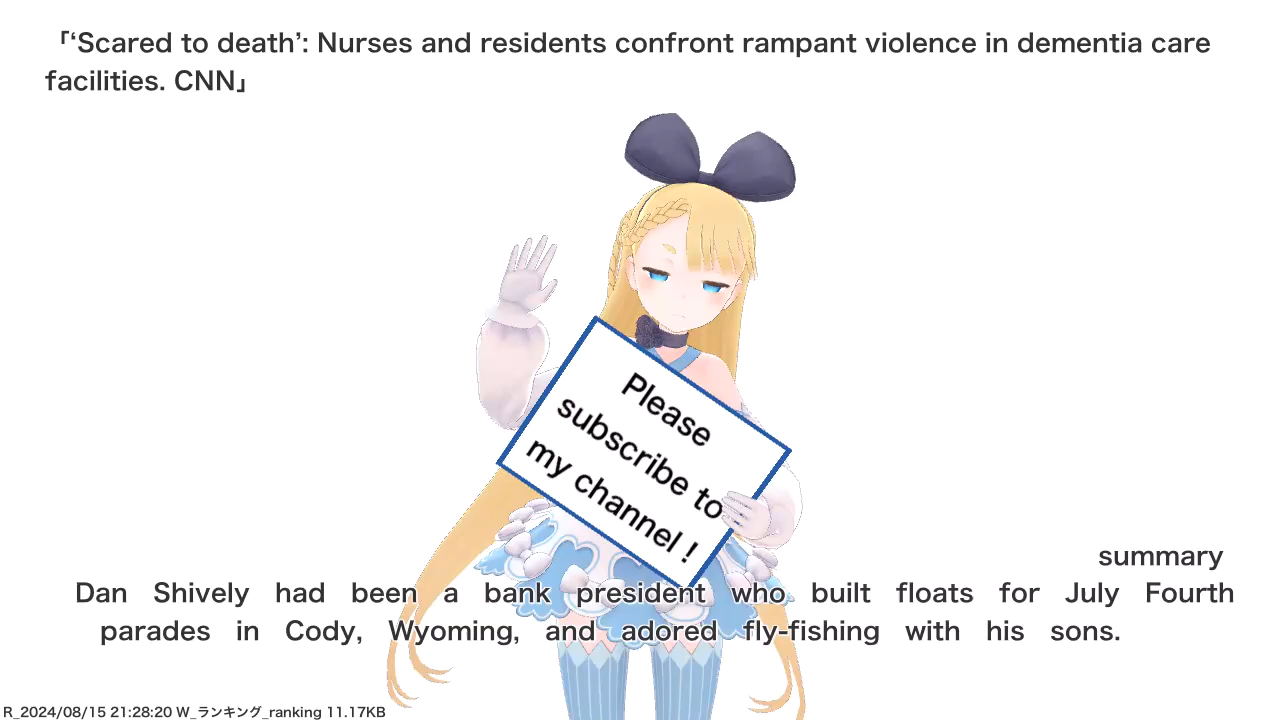 「‘Scared to death’: Nurses and residents confront rampant violence in dementia care
facilities. CNN」
Please
subscribe to
my channel !
summary
Dan Shively had been a bank president who built floats for July Fourth
parades in Cody, Wyoming, and adored fly-fishing with his sons.
R_2024/08/15 21:28:20 W_ランキング_ranking 11.17KB